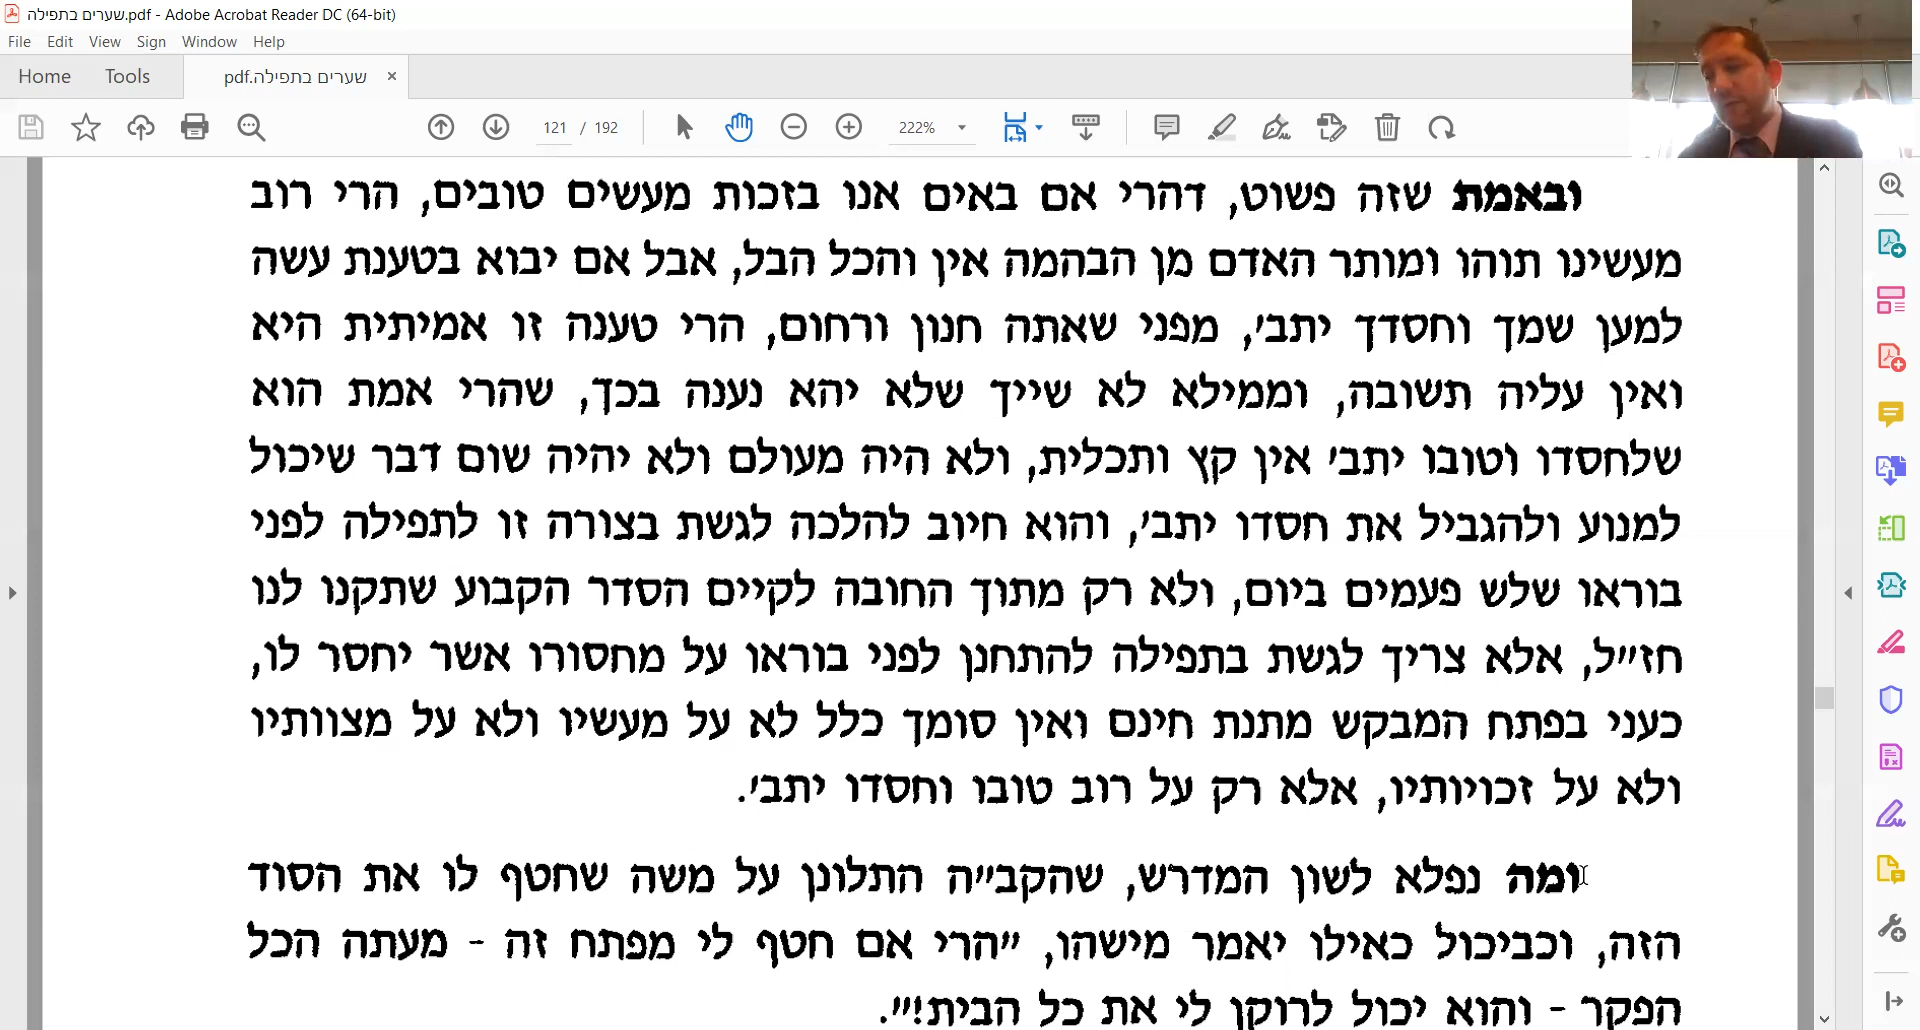 שערים בתפילה.pdf - Adobe Acrobat Reader DC (64-bit)
File Edit View Sign Window Help
Home Tools שערים בתפילה.pdf ×
121 / 192 222%
ובאמת שזה פשוט, דהרי אם באים אנו בזכות מעשים טובים, הרי רוב
מעשינו תוהו ומותר האדם מן הבהמה אין והכל הבל, אבל אם יבוא בטענת עשה
למען שמך וחסדך יתב׳, מפני שאתה חנון ורחום, הרי טענה זו אמיתית היא
ואין עליה תשובה, וממילא לא שייך שלא יהא נענה בכך, שהרי אמת הוא
שלחסדו וטובו יתב׳ אין קץ ותכלית, ולא היה מעולם ולא יהיה שום דבר שיכול
למנוע ולהגביל את חסדו יתב׳, והוא חיוב להלכה לגשת בצורה זו לתפילה לפני
בוראו שלש פעמים ביום, ולא רק מתוך החובה לקיים הסדר הקבוע שתקנו לנו
חז״ל, אלא צריך לגשת בתפילה להתחנן לפני בוראו על מחסורו אשר יחסר לו,
כעני בפתח המבקש מתנת חינם ואין סומך כלל לא על מעשיו ולא על מצוותיו
ולא על זכויותיו, אלא רק על רוב טובו וחסדו יתב׳.
ומה נפלא לשון המדרש, שהקב״ה התלונן על משה שחטף לו את הסוד
הזה, וכביכול כאילו יאמר מישהו, ״הרי אם חטף לי מפתח זה - מעתה הכל
הפקר - והוא יכול לרוקן לי את כל הבית!״.